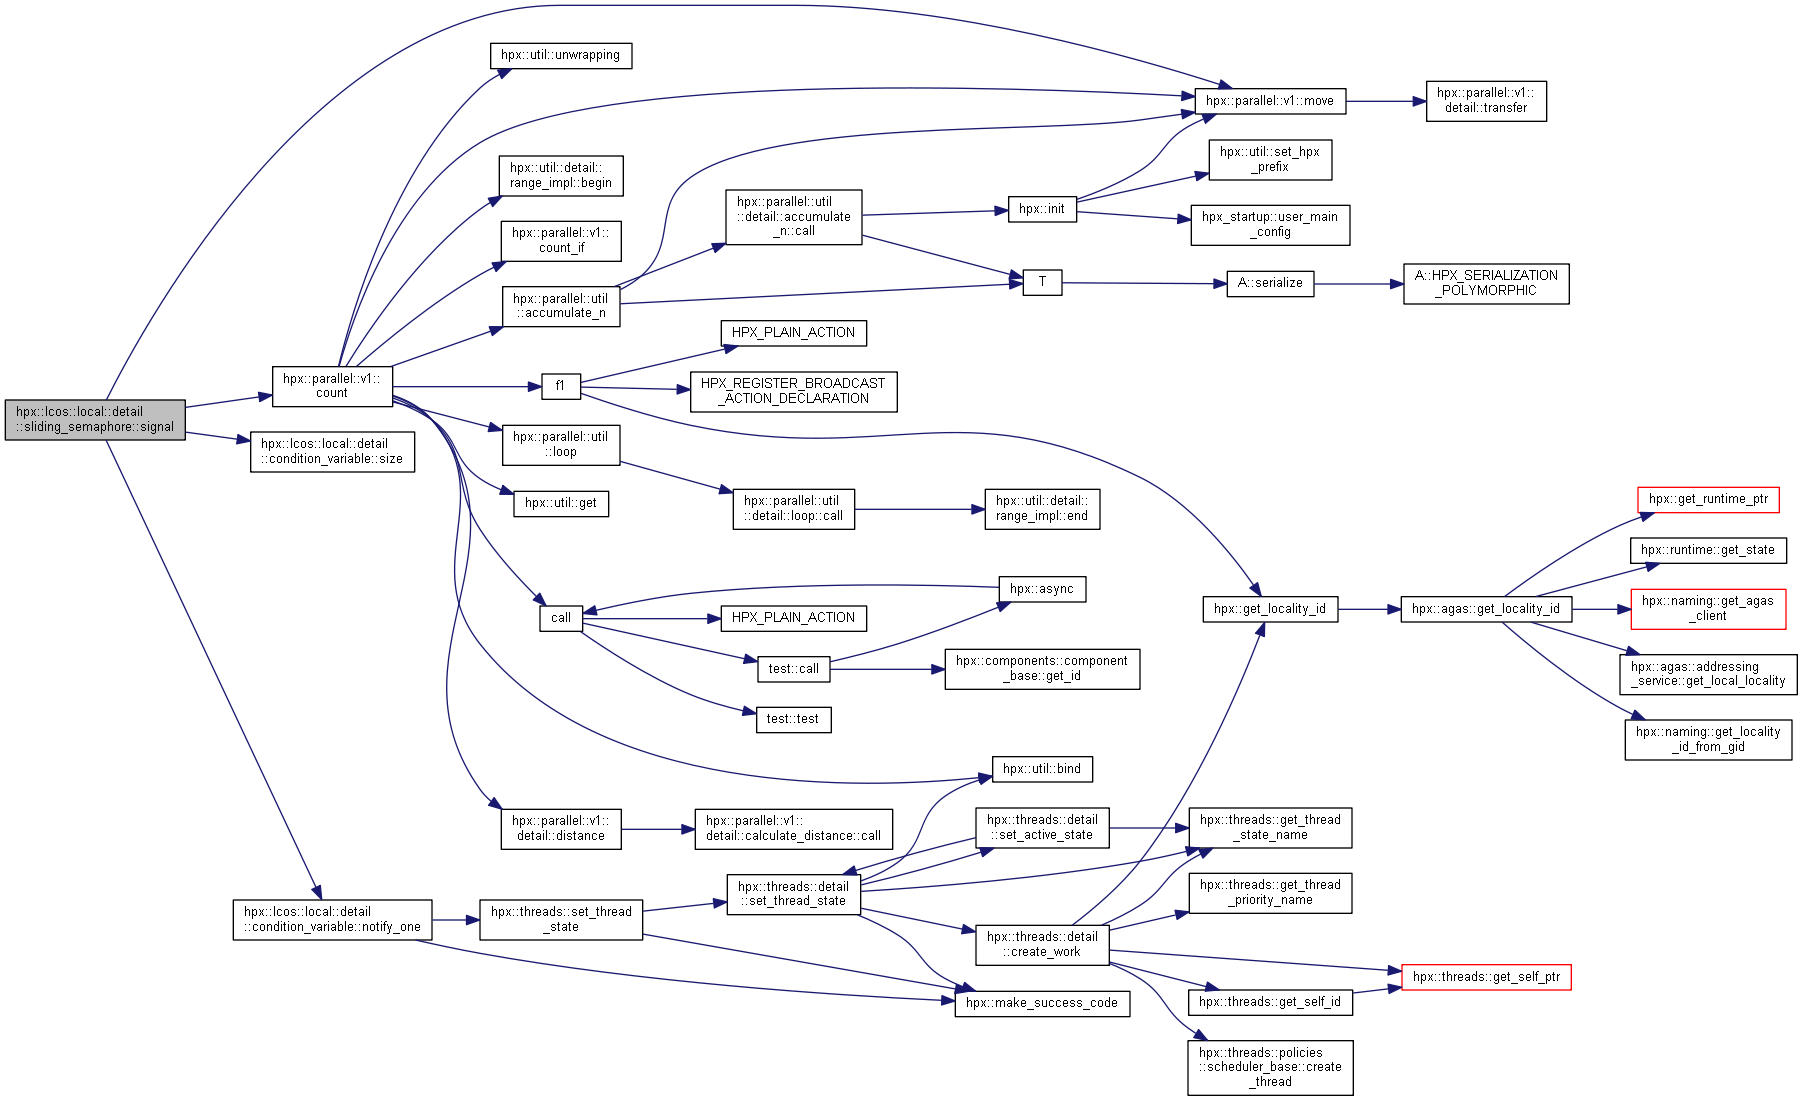 hpx::lcos::local::detail
::sliding_semaphore::signal
hpx::parallel::v1::
count
hpx::lcos::local::detail
::condition_variable::size
hpx::lcos::local::detail
::condition_variable::notify_one
hpx::util::unwrapping
hpx::util::detail::
range_impl::begin
hpx::parallel::v1::
count_if
hpx::parallel::util
::accumulate_n
f1
hpx::parallel::util
::loop
hpx::util::get
call
hpx::parallel::v1::
detail::distance
hpx::threads::set_thread
_state
hpx::parallel::util
::detail::accumulate
_n::call
HPX_PLAIN_ACTION
HPX_REGISTER_BROADCAST
_ACTION_DECLARATION
hpx::parallel::util
::detail::loop::call
HPX_PLAIN_ACTION
test::call
test::test
hpx::parallel::v1::
detail::calculate_distance::call
hpx::threads::detail
::set_thread_state
hpx::init
T
hpx::util::detail::
range_impl::end
hpx::async
hpx::components::component
_base::get_id
hpx::util::bind
hpx::threads::detail
::set_active_state
hpx::threads::detail
::create_work
hpx::make_success_code
hpx::parallel::v1::move
hpx::util::set_hpx
_prefix
hpx_startup::user_main
_config
A::serialize
hpx::get_locality_id
hpx::threads::get_thread
_state_name
hpx::threads::get_thread
_priority_name
hpx::threads::get_self_id
hpx::threads::policies
::scheduler_base::create
_thread
hpx::parallel::v1::
detail::transfer
A::HPX_SERIALIZATION
_POLYMORPHIC
hpx::agas::get_locality_id
hpx::threads::get_self_ptr
hpx::get_runtime_ptr
hpx::runtime::get_state
hpx::naming::get_agas
_client
hpx::agas::addressing
_service::get_local_locality
hpx::naming::get_locality
_id_from_gid